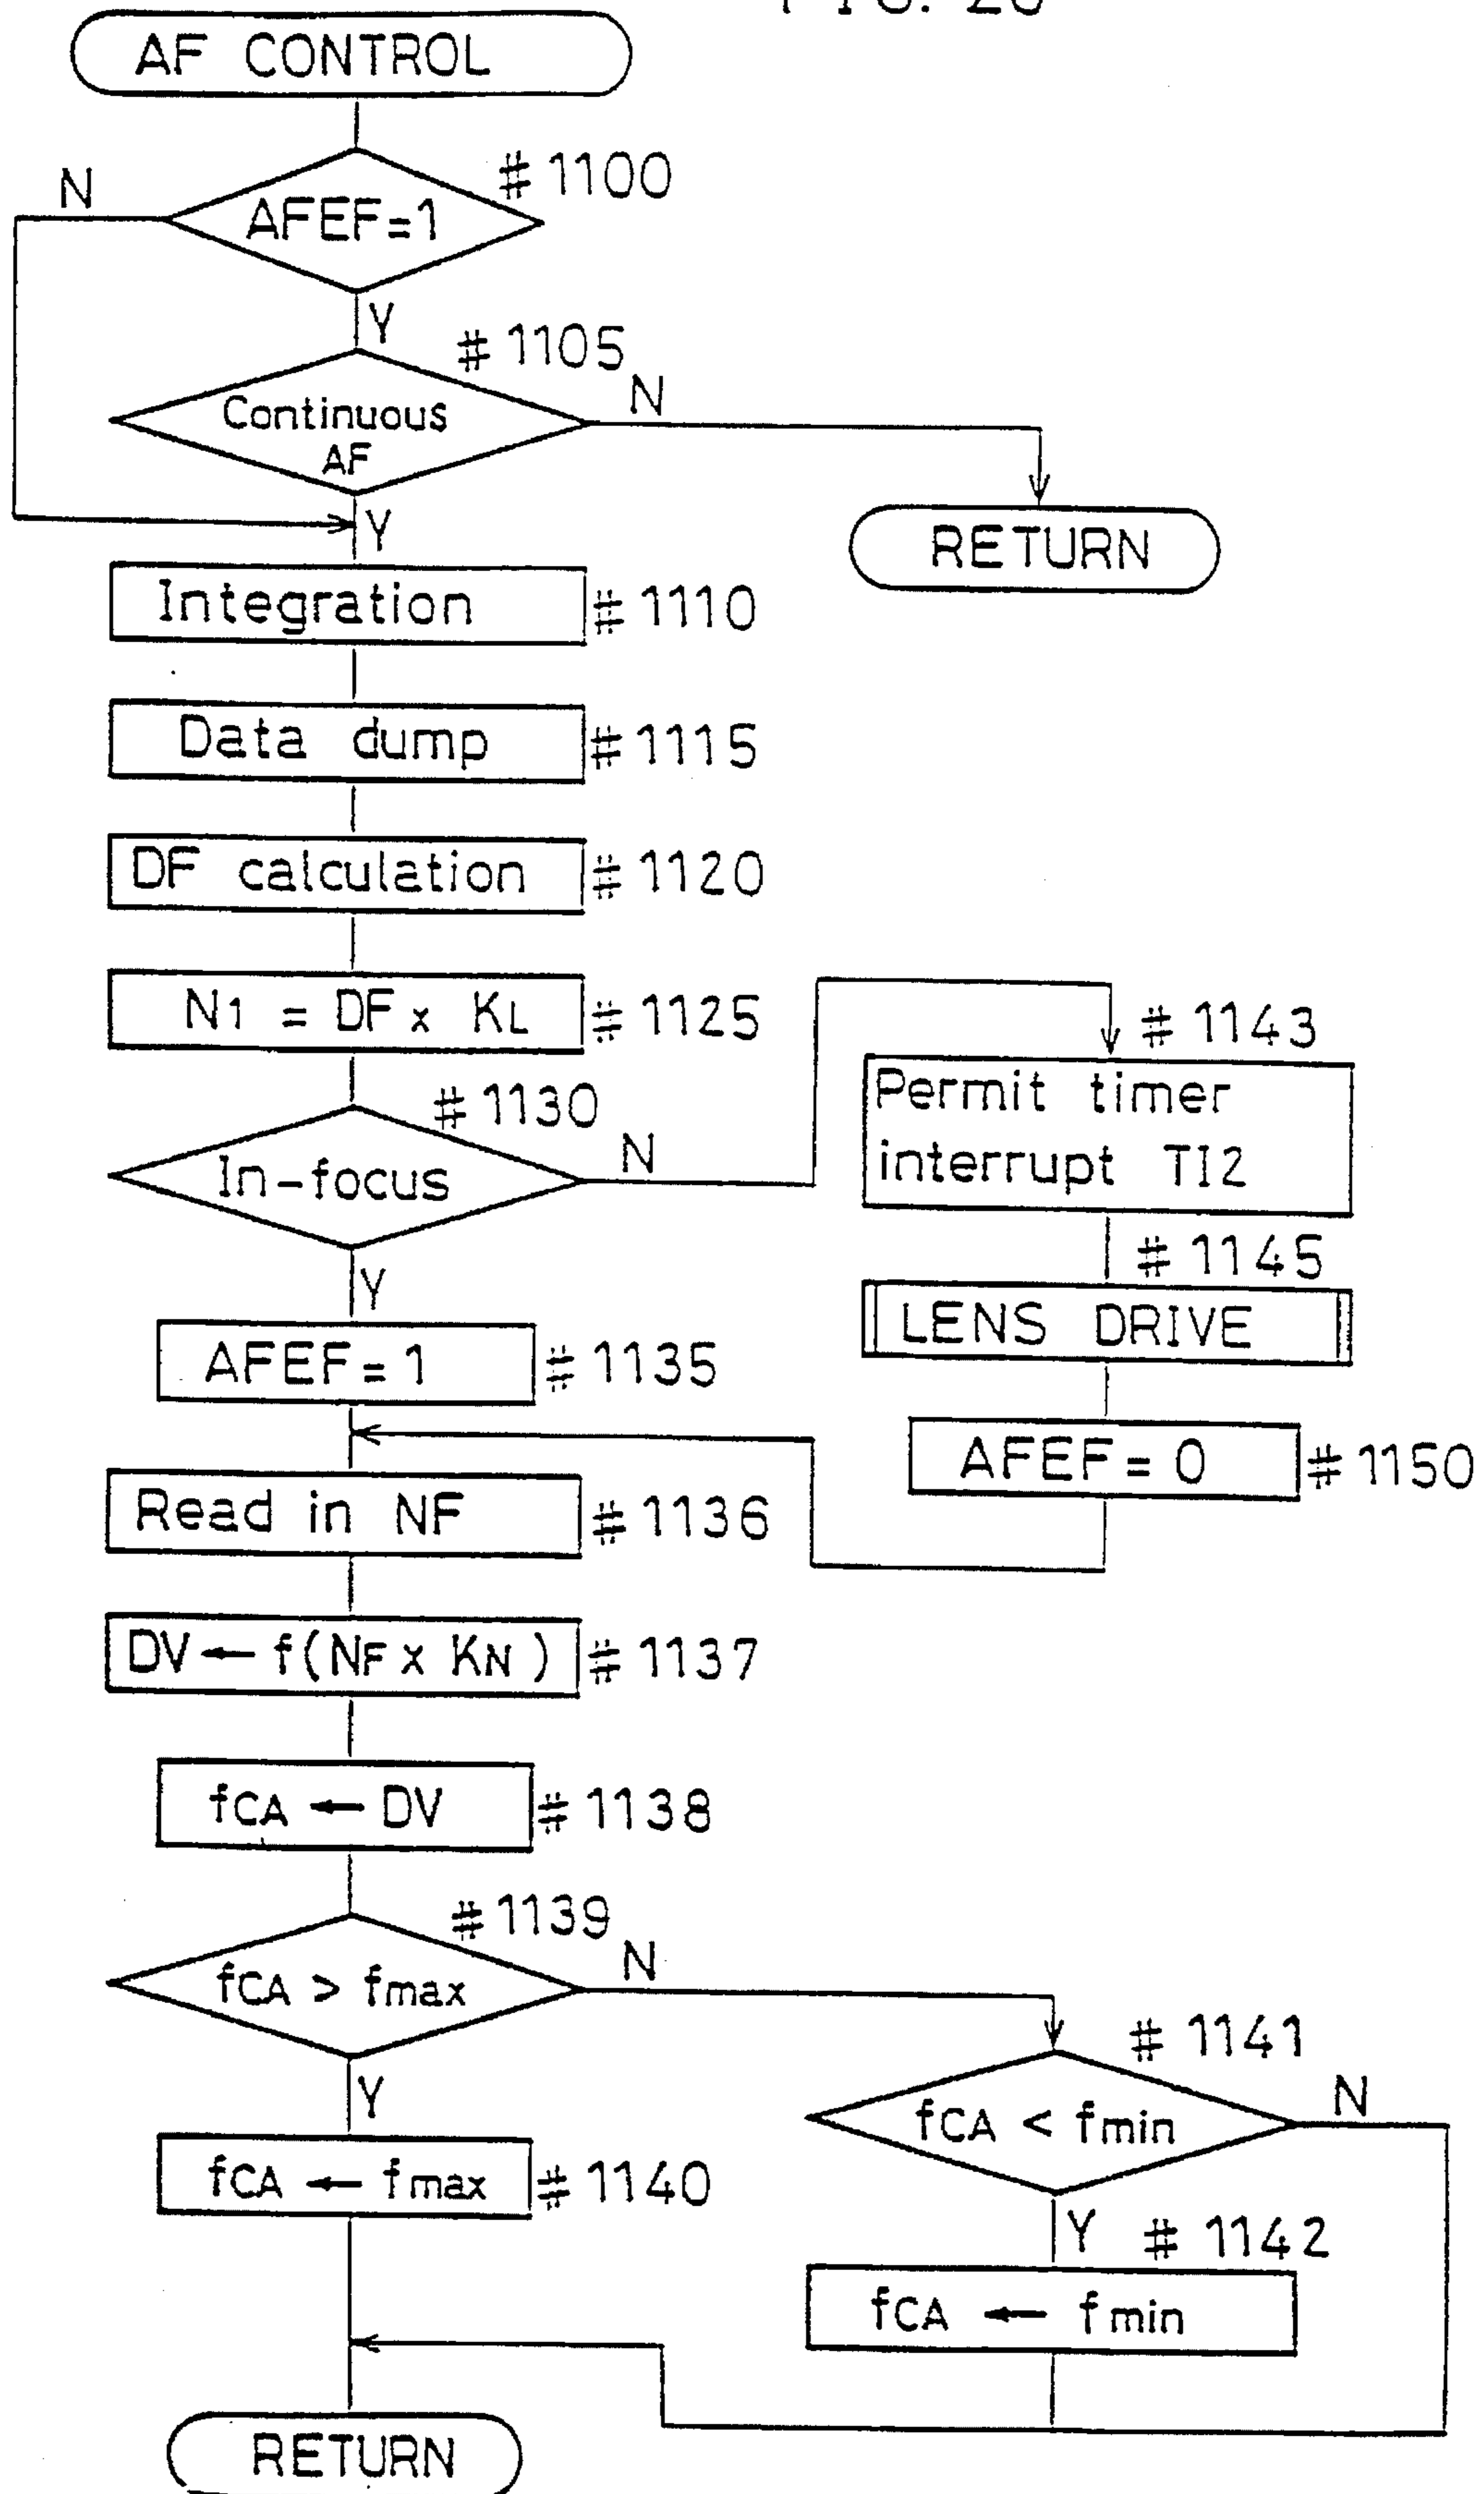 AF CONTROL
#1100
N
AFEF=1
Y
#1105
Continuous
AF
N
Y
RETURN
Integration
#1110
Data dump
#1115
DF calculation
#1120
N1 = DF x KL
#1125
#1130
In-focus
N
#1143
Permit timer
interrupt TI2
#1145
LENS DRIVE
Y
AFEF=1
#1135
AFEF=0
#1150
Read in NF
#1136
DV ← f(NF x KN)
#1137
fCA ← DV
#1138
#1139
fCA > fmax
N
#1141
fCA < fmin
N
Y
fCA ← fmax
#1140
Y
#1142
fCA ← fmin
RETURN